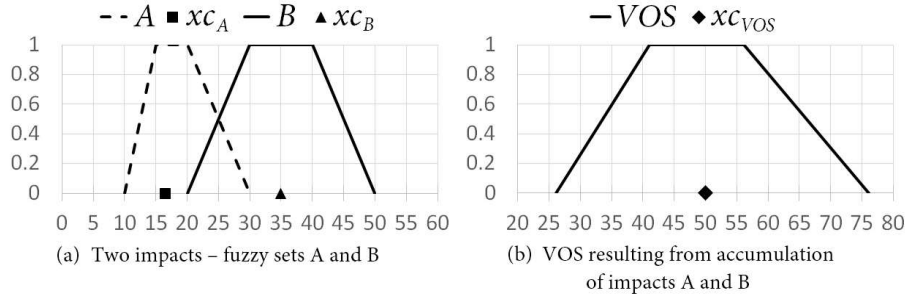 A xc_A B xc_B
1
0.8
0.6
0.4
0.2
0
0 5 10 15 20 25 30 35 40 45 50 55 60
(a) Two impacts – fuzzy sets A and B
VOS xc_VOS
1
0.8
0.6
0.4
0.2
0
20 25 30 35 40 45 50 55 60 65 70 75 80
(b) VOS resulting from accumulation
of impacts A and B